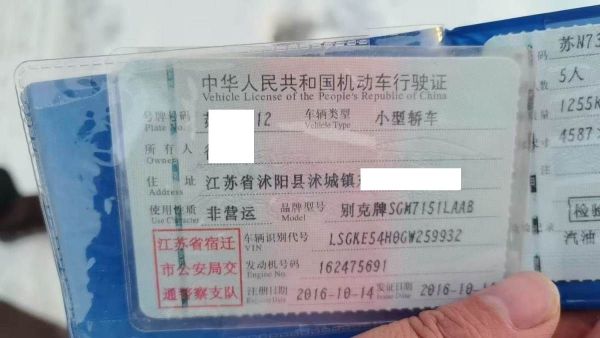 中华人民共和国机动车行驶证
Vehicle License of the People's Republic of China
号牌号码 苏 12 车辆类型 小型轿车
Plate No. Vehicle Type
所有人
Owner
住址 江苏省沭阳县沭城镇
Address
使用性质 非营运 品牌型号 别克牌SGM7151LAAB
Use Character Model
江苏省宿迁
市公安局交
通警察支队
车辆识别代号 LSGKE54H0GW259932
VIN
发动机号码 162475691
Engine No.
注册日期 2016-10-14 发证日期 2016-10-1
Register Date Issue Date
苏N73
5人
1255K
4587
检验
汽油